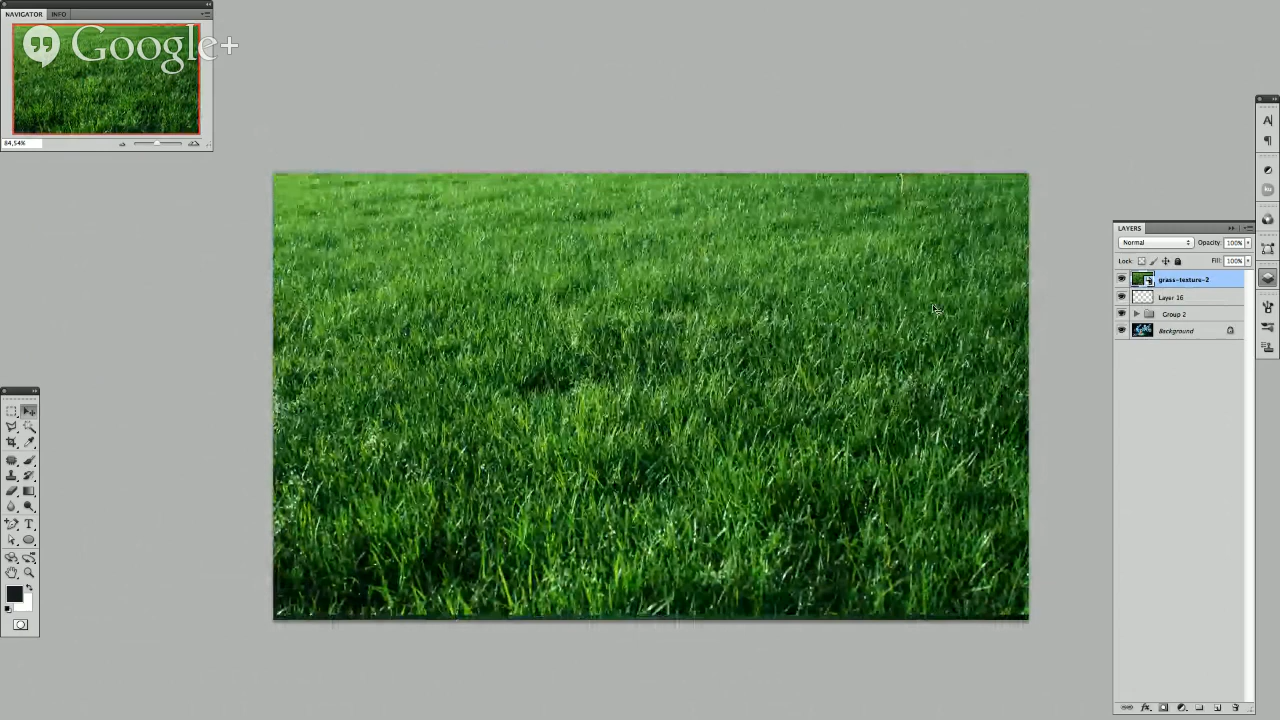 NAVIGATOR INFO
Google+
84,54%
LAYERS
Normal Opacity: 100%
Lock: Fill: 100%
grass-texture-2
Layer 16
Group 2
Background
A
ku
T